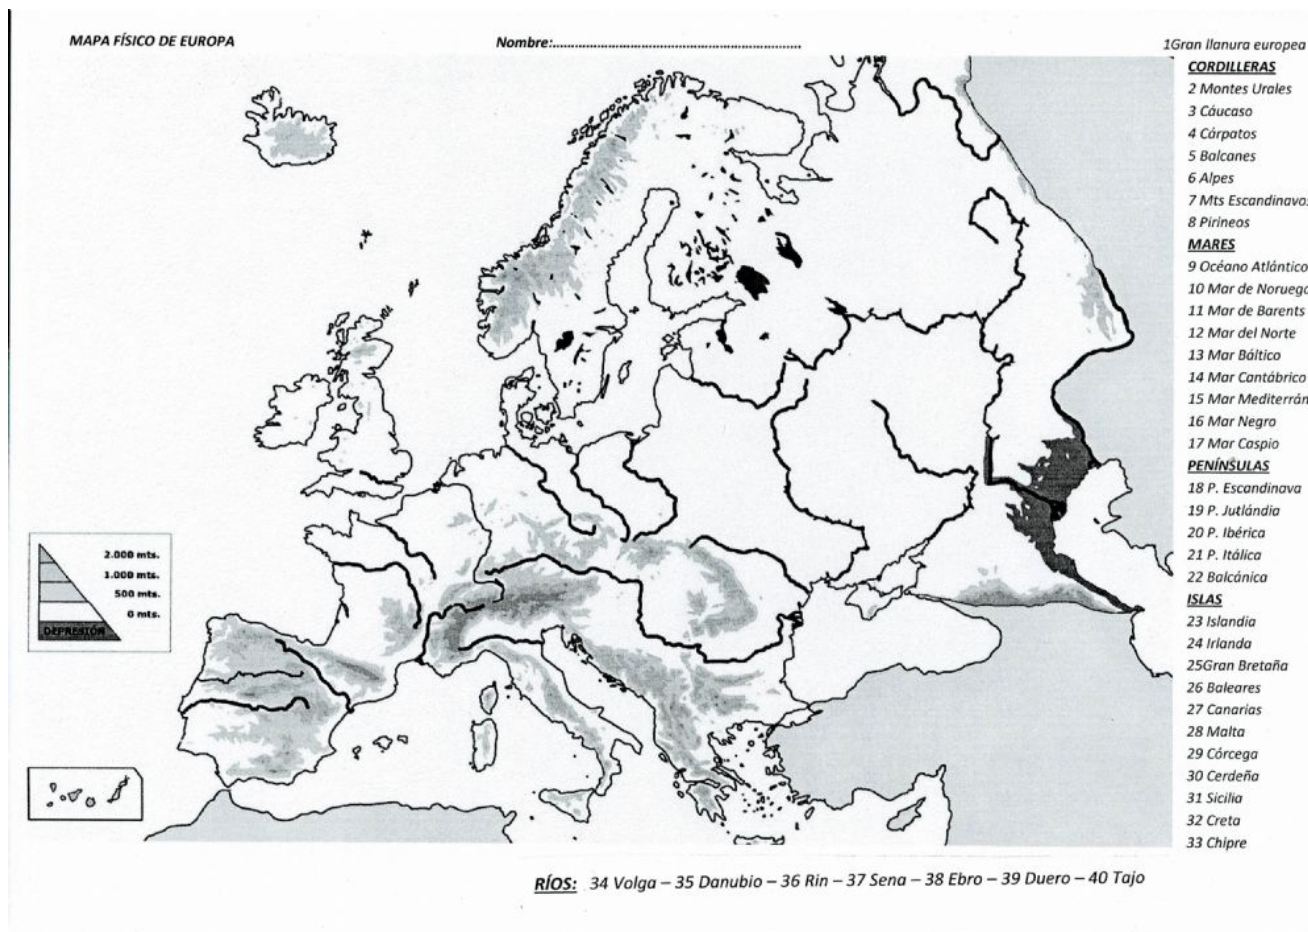 MAPA FÍSICO DE EUROPA
Nombre:..............................................................
1Gran llanura europea
CORDILLERAS
2 Montes Urales
3 Cáucaso
4 Cárpatos
5 Balcanes
6 Alpes
7 Mts Escandinavos
8 Pirineos
MARES
9 Océano Atlántico
10 Mar de Noruega
11 Mar de Barents
12 Mar del Norte
13 Mar Báltico
14 Mar Cantábrico
15 Mar Mediterrán
16 Mar Negro
17 Mar Caspio
PENÍNSULAS
18 P. Escandinava
19 P. Jutlándia
20 P. Ibérica
21 P. Itálica
22 Balcánica
ISLAS
23 Islandia
24 Irlanda
25Gran Bretaña
26 Baleares
27 Canarias
28 Malta
29 Córcega
30 Cerdeña
31 Sicilia
32 Creta
33 Chipre
2.000 mts.
1.000 mts.
500 mts.
0 mts.
DEPRESIÓN
RÍOS: 34 Volga – 35 Danubio – 36 Rin – 37 Sena – 38 Ebro – 39 Duero – 40 Tajo